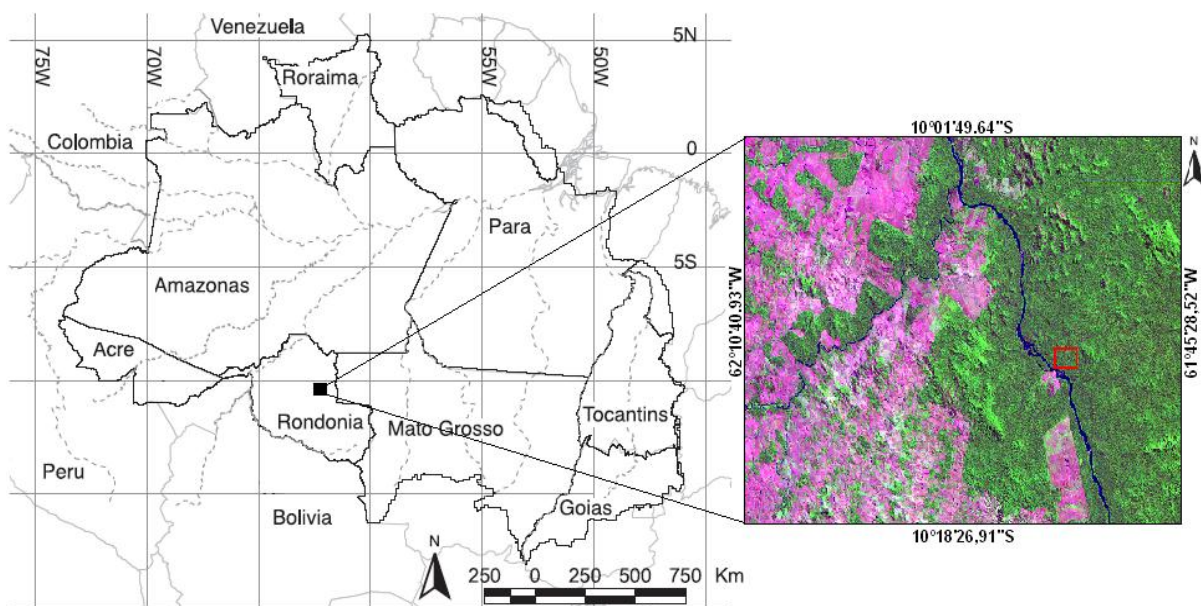 Venezuela
5N
75W
70W
55W
50W
Roraima
Colombia
0
10°01'49.64"S
N
Para
5S
Amazonas
62°10'40.93"W
61°45'28,52"W
Acre
Rondonia
Mato Grosso
Tocantins
Peru
Bolivia
Goias
10°18'26,91"S
N
250 0 250 500 750 Km